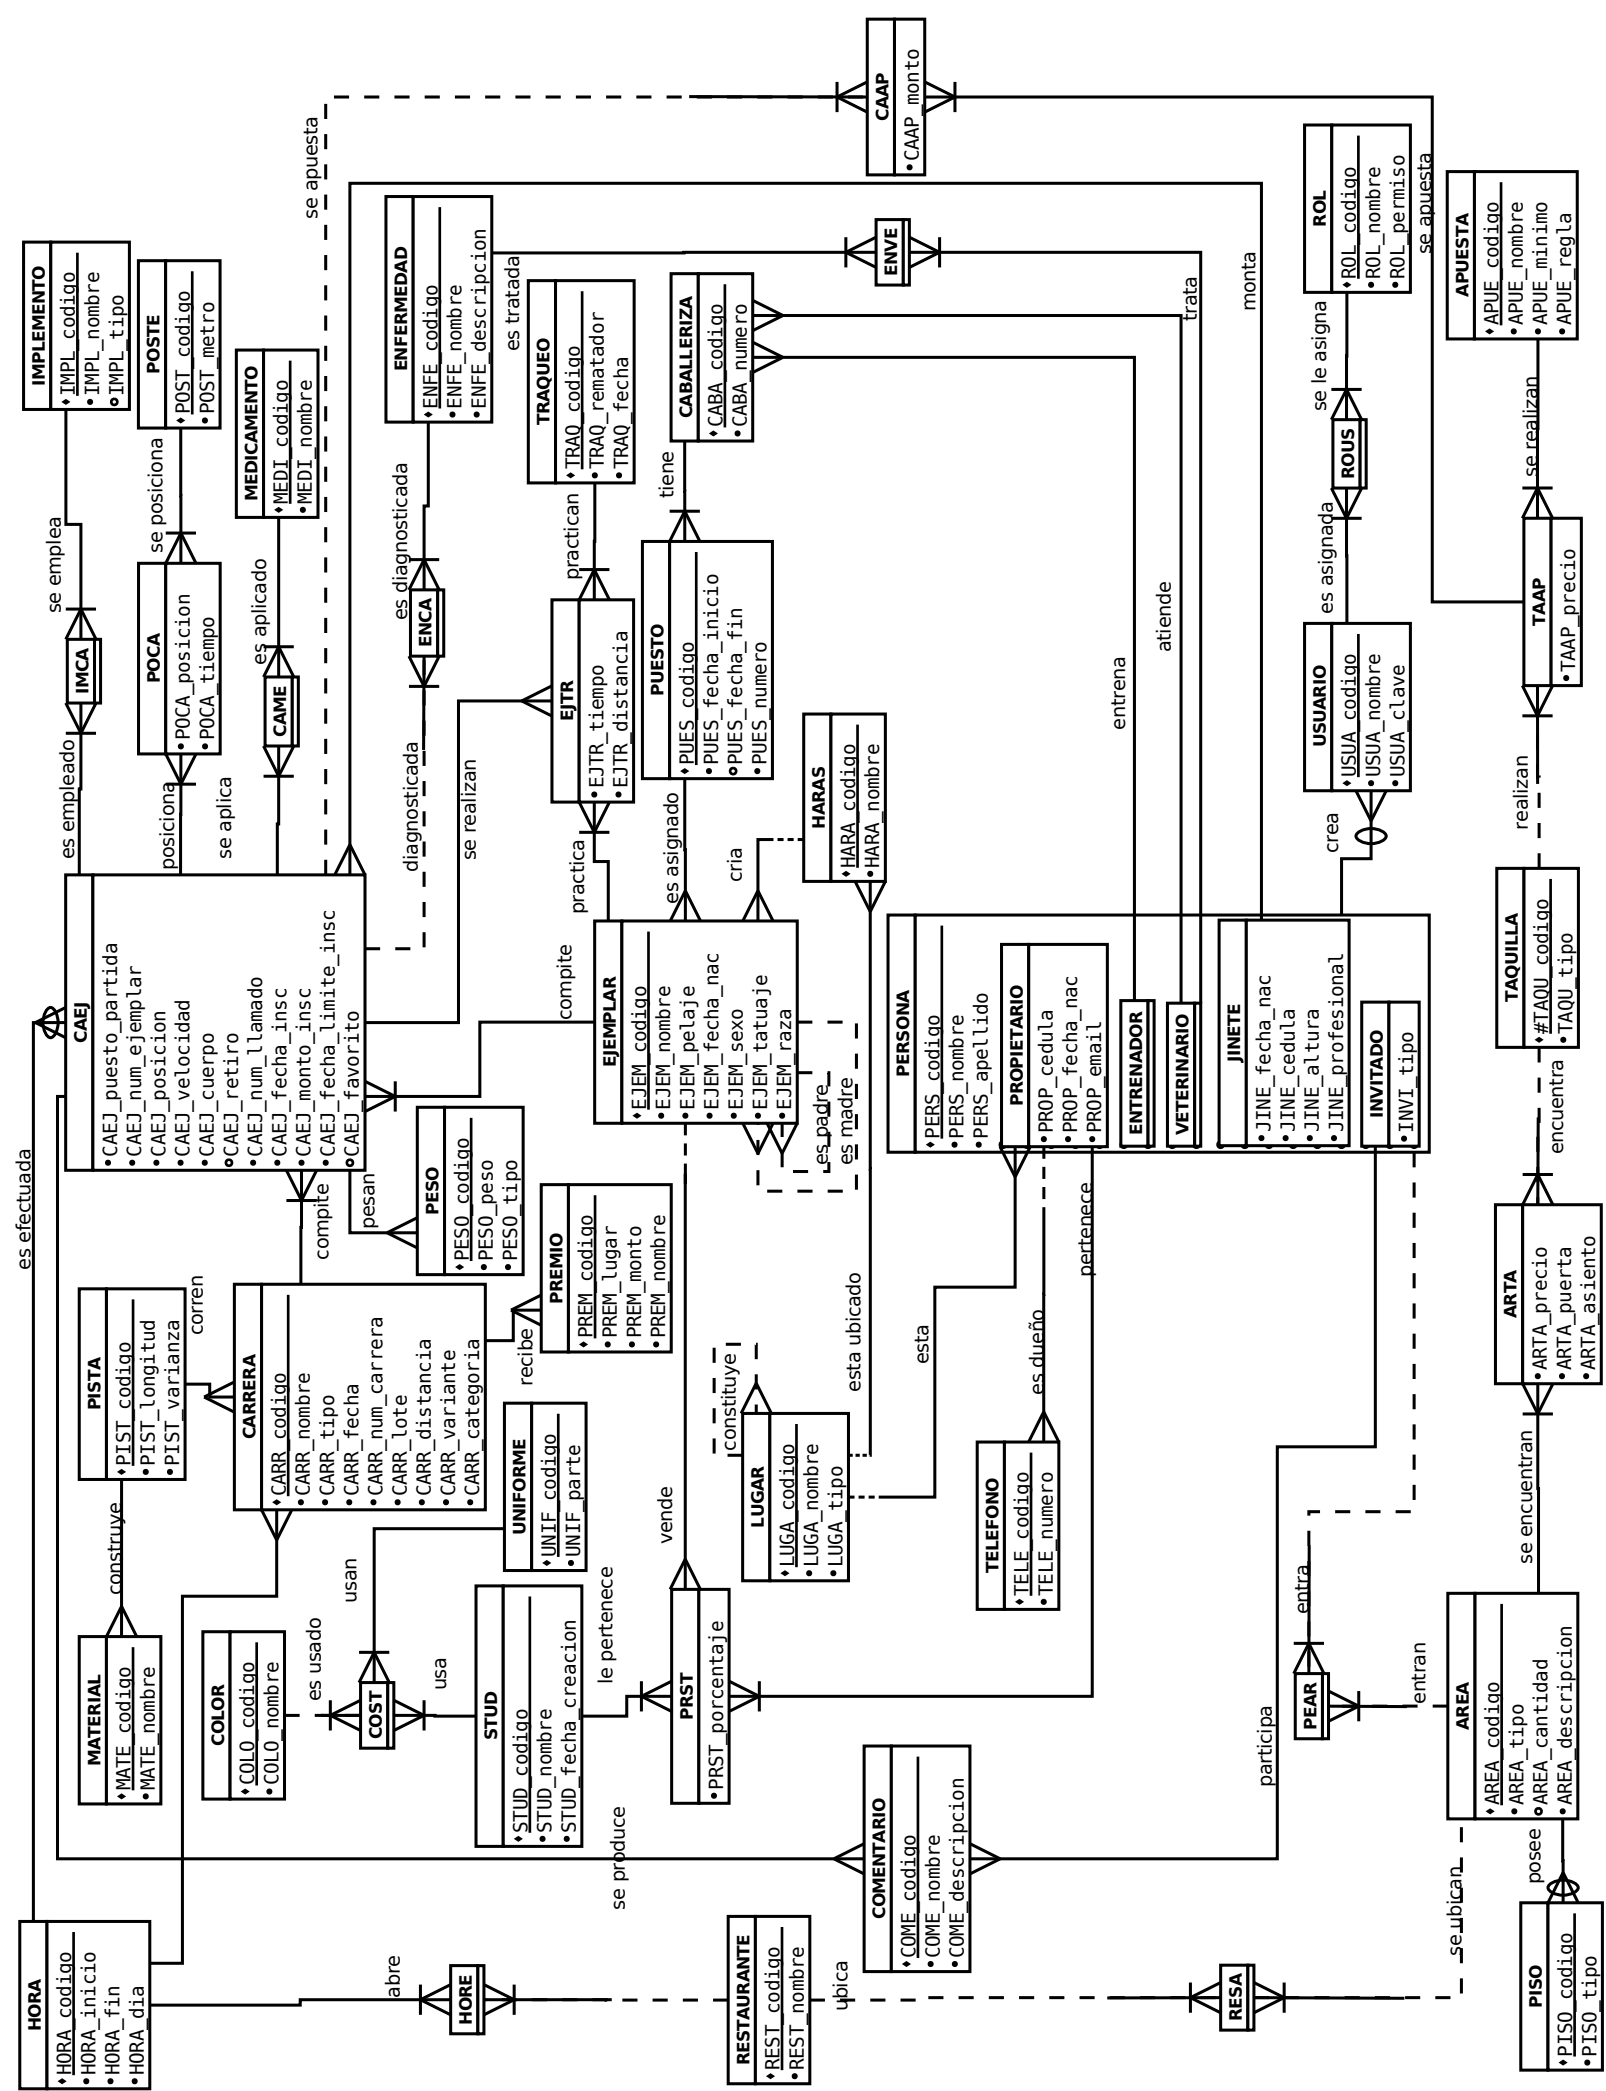 HORA
HORA_codigo
HORA_inicio
HORA_fin
HORA_dia
es efectuada
MATERIAL
MATE_codigo
MATE_nombre
construye
PISTA
PIST_codigo
PIST_longitud
PIST_varianza
corren
CAEJ
CAEJ_puesto_partida
CAEJ_num_ejemplar
CAEJ_posicion
CAEJ_velocidad
CAEJ_cuerpo
CAEJ_retiro
CAEJ_num_llamado
CAEJ_fecha_insc
CAEJ_monto_insc
CAEJ_fecha_limite_insc
CAEJ_favorito
es empleado
IMCA
se emplea
IMPLEMENTO
IMPL_codigo
IMPL_nombre
IMPL_tipo
posiciona
POCA
POCA_posicion
POCA_tiempo
se posiciona
POSTE
POST_codigo
POST_metro
se aplica
CAME
es aplicado
MEDICAMENTO
MEDI_codigo
MEDI_nombre
se apuesta
COLOR
COLO_codigo
COLO_nombre
es usado
usan
CARRERA
CARR_codigo
CARR_nombre
CARR_tipo
CARR_fecha
CARR_num_carrera
CARR_lote
CARR_distancia
CARR_variante
CARR_categoria
compite
pesan
abre
HORE
COST
usa
PESO
PESO_codigo
PESO_peso
PESO_tipo
diagnosticada
ENCA
es diagnosticada
ENFERMEDAD
ENFE_codigo
ENFE_nombre
ENFE_descripcion
es tratada
STUD
STUD_codigo
STUD_nombre
STUD_fecha_creacion
le pertenece
UNIFORME
UNIF_codigo
UNIF_parte
recibe
PREMIO
PREM_codigo
PREM_lugar
PREM_monto
PREM_nombre
compite
se realizan
practica
EJTR
EJTR_tiempo
EJTR_distancia
practican
TRAQUEO
TRAQ_codigo
TRAQ_rematador
TRAQ_fecha
se produce
EJEMPLAR
EJEM_codigo
EJEM_nombre
EJEM_pelaje
EJEM_fecha_nac
EJEM_sexo
EJEM_tatuaje
EJEM_raza
es padre
es madre
es asignado
PUESTO
PUES_codigo
PUES_fecha_inicio
PUES_fecha_fin
PUES_numero
tiene
CABALLERIZA
CABA_codigo
CABA_numero
PRST
PRST_porcentaje
vende
cria
HARAS
HARA_codigo
HARA_nombre
RESTAURANTE
REST_codigo
REST_nombre
ubica
LUGAR
LUGA_codigo
LUGA_nombre
LUGA_tipo
constituye
esta ubicado
esta
COMENTARIO
COME_codigo
COME_nombre
COME_descripcion
ENVE
CAAP
CAAP_monto
PERSONA
PERS_codigo
PERS_nombre
PERS_apellido
PROPIETARIO
PROP_cedula
PROP_fecha_nac
PROP_email
ENTRENADOR
VETERINARIO
JINETE
JINE_fecha_nac
JINE_cedula
JINE_altura
JINE_profesional
INVITADO
INVI_tipo
TELEFONO
TELE_codigo
TELE_numero
es dueño
pertenece
entrena
atiende
trata
monta
RESA
participa
PEAR
entra
entran
crea
USUARIO
USUA_codigo
USUA_nombre
USUA_clave
es asignada
ROUS
se le asigna
ROL
ROL_codigo
ROL_nombre
ROL_permiso
se apuesta
se ubican
AREA
AREA_codigo
AREA_tipo
AREA_cantidad
AREA_descripcion
posee
PISO
PISO_codigo
PISO_tipo
se encuentran
ARTA
ARTA_precio
ARTA_puerta
ARTA_asiento
encuentra
TAQUILLA
#TAQU_codigo
TAQU_tipo
realizan
TAAP
TAAP_precio
se realizan
APUESTA
APUE_codigo
APUE_nombre
APUE_minimo
APUE_regla